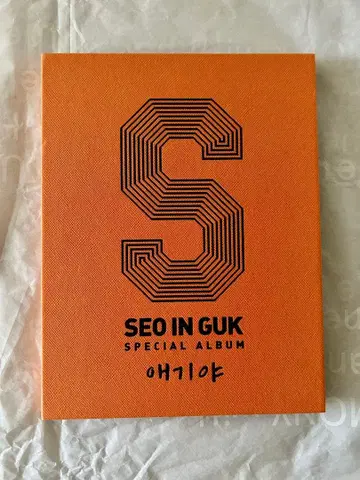 S
SEO IN GUK
SPECIAL ALBUM
애기야